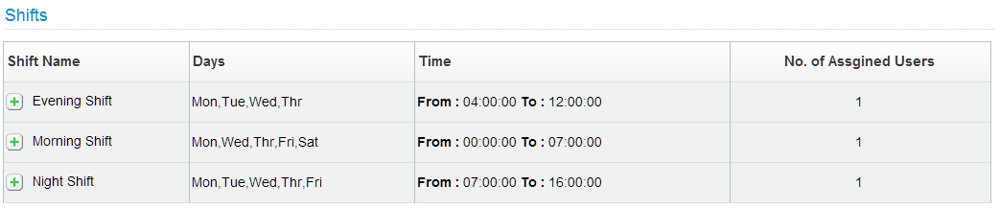 Shifts
Shift Name Days Time No. of Assgined Users
Evening Shift Mon,Tue,Wed,Thr From : 04:00:00 To : 12:00:00 1
Morning Shift Mon,Wed,Thr,Fri,Sat From : 00:00:00 To : 07:00:00 1
Night Shift Mon,Tue,Wed,Thr,Fri From : 07:00:00 To : 16:00:00 1